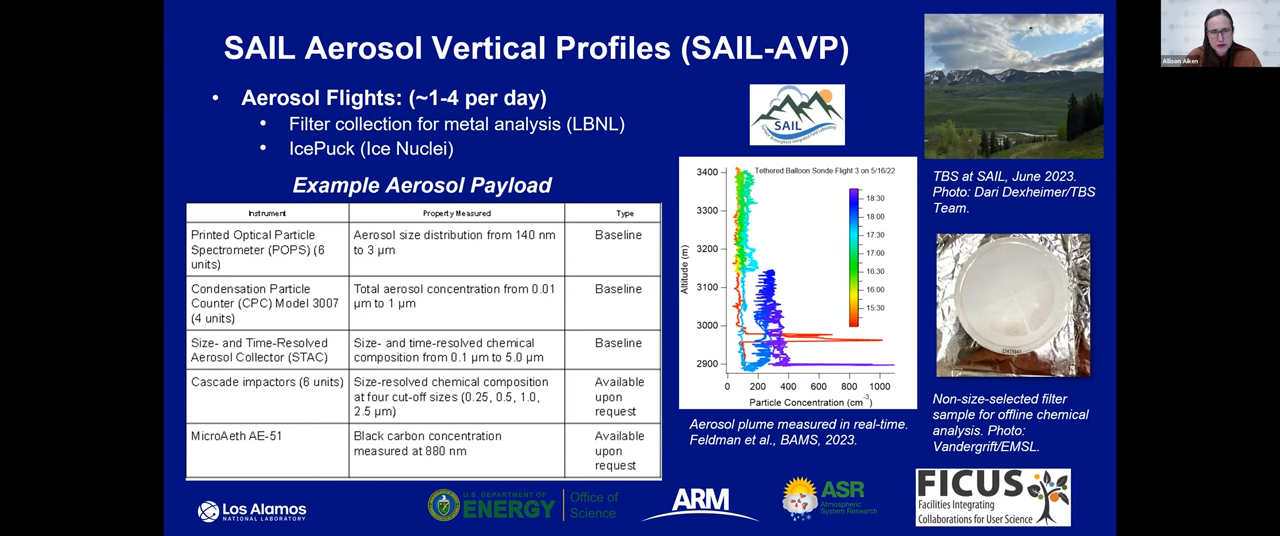 SAIL Aerosol Vertical Profiles (SAIL-AVP)
• Aerosol Flights: (~1-4 per day)
• Filter collection for metal analysis (LBNL)
• IcePuck (Ice Nuclei)
Example Aerosol Payload
Instrument Property Measured Type
Printed Optical Particle Aerosol size distribution from 140 nm Baseline
Spectrometer (POPS) (6 to 3 µm
units)
Condensation Particle Total aerosol concentration from 0.01 Baseline
Counter (CPC) Model 3007 µm to 1 µm
(4 units)
Size- and Time-Resolved Size- and time-resolved chemical Baseline
Aerosol Collector (STAC) composition from 0.1 µm to 5.0 µm
Cascade impactors (6 units) Size-resolved chemical composition Available
at four cut-off sizes (0.25, 0.5, 1.0, upon
2.5 µm) request
MicroAeth AE-51 Black carbon concentration Available
measured at 880 nm upon
request
SAIL
Tethered Balloon Sonde Flight 3 on 5/16/22
3400
3300
3200
3100
3000
2900
Altitude (m)
18:30
18:00
17:30
17:00
16:30
16:00
15:30
0 200 400 600 800 1000
Particle Concentration (cm-3)
Aerosol plume measured in real-time.
Feldman et al., BAMS, 2023.
TBS at SAIL, June 2023.
Photo: Dari Dexheimer/TBS
Team.
Non-size-selected filter
sample for offline chemical
analysis. Photo:
Vandergrift/EMSL.
Allison Aiken
Los Alamos
NATIONAL LABORATORY
U.S. DEPARTMENT OF
ENERGY
Office of
Science
ARM
ASR
Atmospheric
System Research
FICUS
Facilities Integrating
Collaborations for User Science